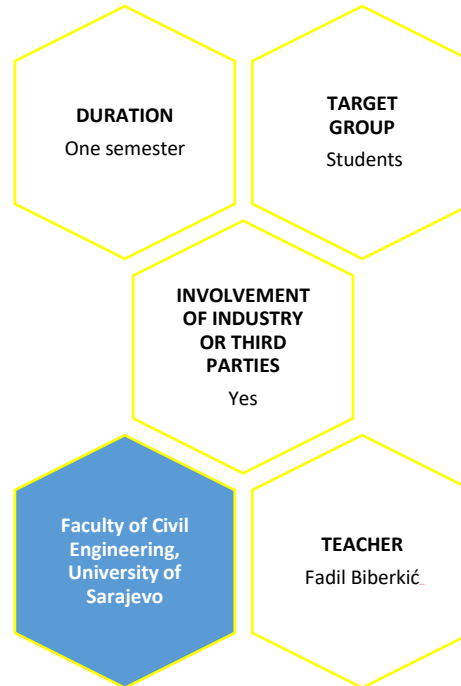 DURATION
One semester
TARGET
GROUP
Students
INVOLVEMENT
OF INDUSTRY
OR THIRD
PARTIES
Yes
Faculty of Civil
Engineering,
University of
Sarajevo
TEACHER
Fadil Biberkić